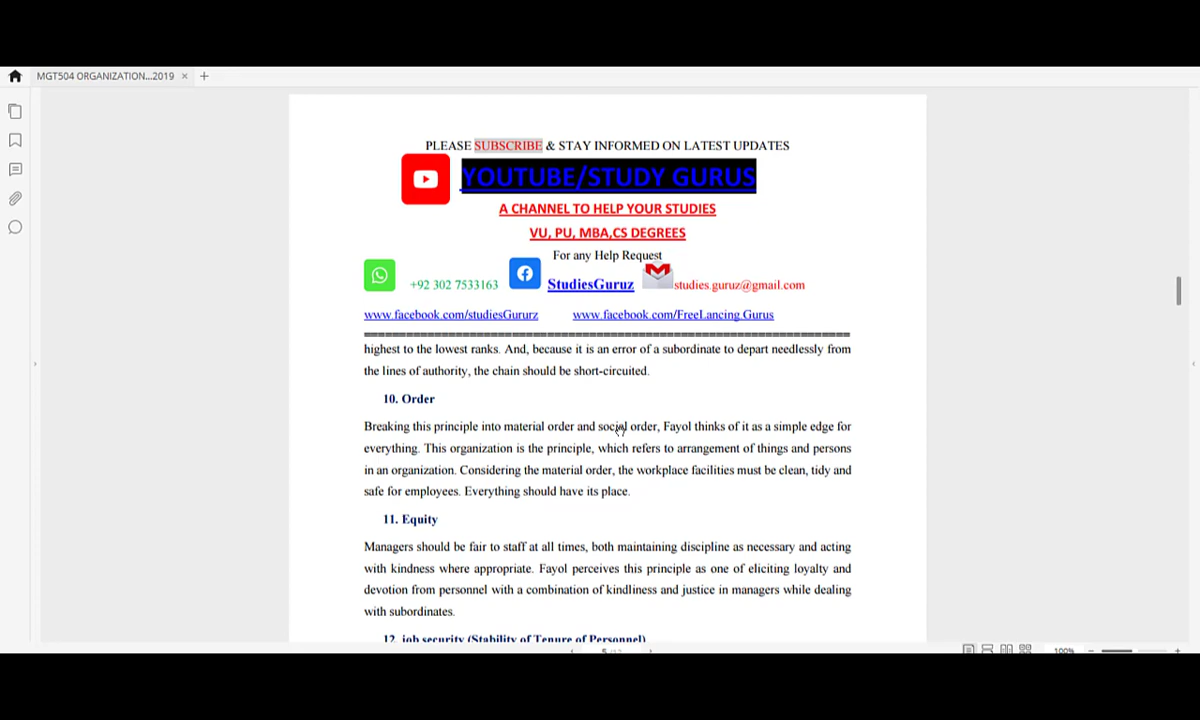 MGT504 ORGANIZATION...2019
PLEASE SUBSCRIBE & STAY INFORMED ON LATEST UPDATES
YOUTUBE/STUDY GURUS
A CHANNEL TO HELP YOUR STUDIES
VU, PU, MBA,CS DEGREES
For any Help Request
+92 302 7533163 StudiesGuruz studies.guruz@gmail.com
www.facebook.com/studiesGururz www.facebook.com/FreeLancing.Gurus
highest to the lowest ranks. And, because it is an error of a subordinate to depart needlessly from
the lines of authority, the chain should be short-circuited.
10. Order
Breaking this principle into material order and social order, Fayol thinks of it as a simple edge for
everything. This organization is the principle, which refers to arrangement of things and persons
in an organization. Considering the material order, the workplace facilities must be clean, tidy and
safe for employees. Everything should have its place.
11. Equity
Managers should be fair to staff at all times, both maintaining discipline as necessary and acting
with kindness where appropriate. Fayol perceives this principle as one of eliciting loyalty and
devotion from personnel with a combination of kindliness and justice in managers while dealing
with subordinates.
12. job security (Stability of Tenure of Personnel)
100%